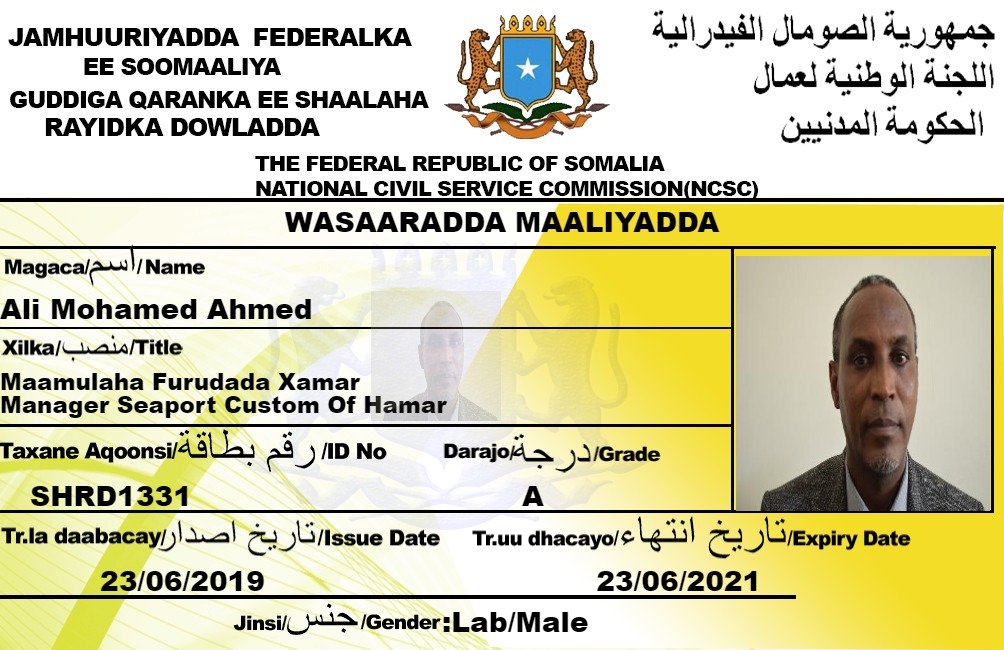 JAMHUURIYADDA FEDERALKA
EE SOOMAALIYA
GUDDIGA QARANKA EE SHAALAHA
RAYIDKA DOWLADDA
جمهورية الصومال الفيدرالية
اللجنة الوطنية لعمال
الحكومة المدنيين
THE FEDERAL REPUBLIC OF SOMALIA
NATIONAL CIVIL SERVICE COMMISSION(NCSC)
WASAARADDA MAALIYADDA
Magaca/اسم/Name
Ali Mohamed Ahmed
Xilka/منصب/Title
Maamulaha Furudada Xamar
Manager Seaport Custom Of Hamar
Taxane Aqoonsi/رقم بطاقة/ID No
Darajo/درجة/Grade
SHRD1331
A
Tr.la daabacay/تاريخ اصدار/Issue Date
Tr.uu dhacayo/تاريخ انتهاء/Expiry Date
23/06/2019
23/06/2021
Jinsi/جنس/Gender:Lab/Male